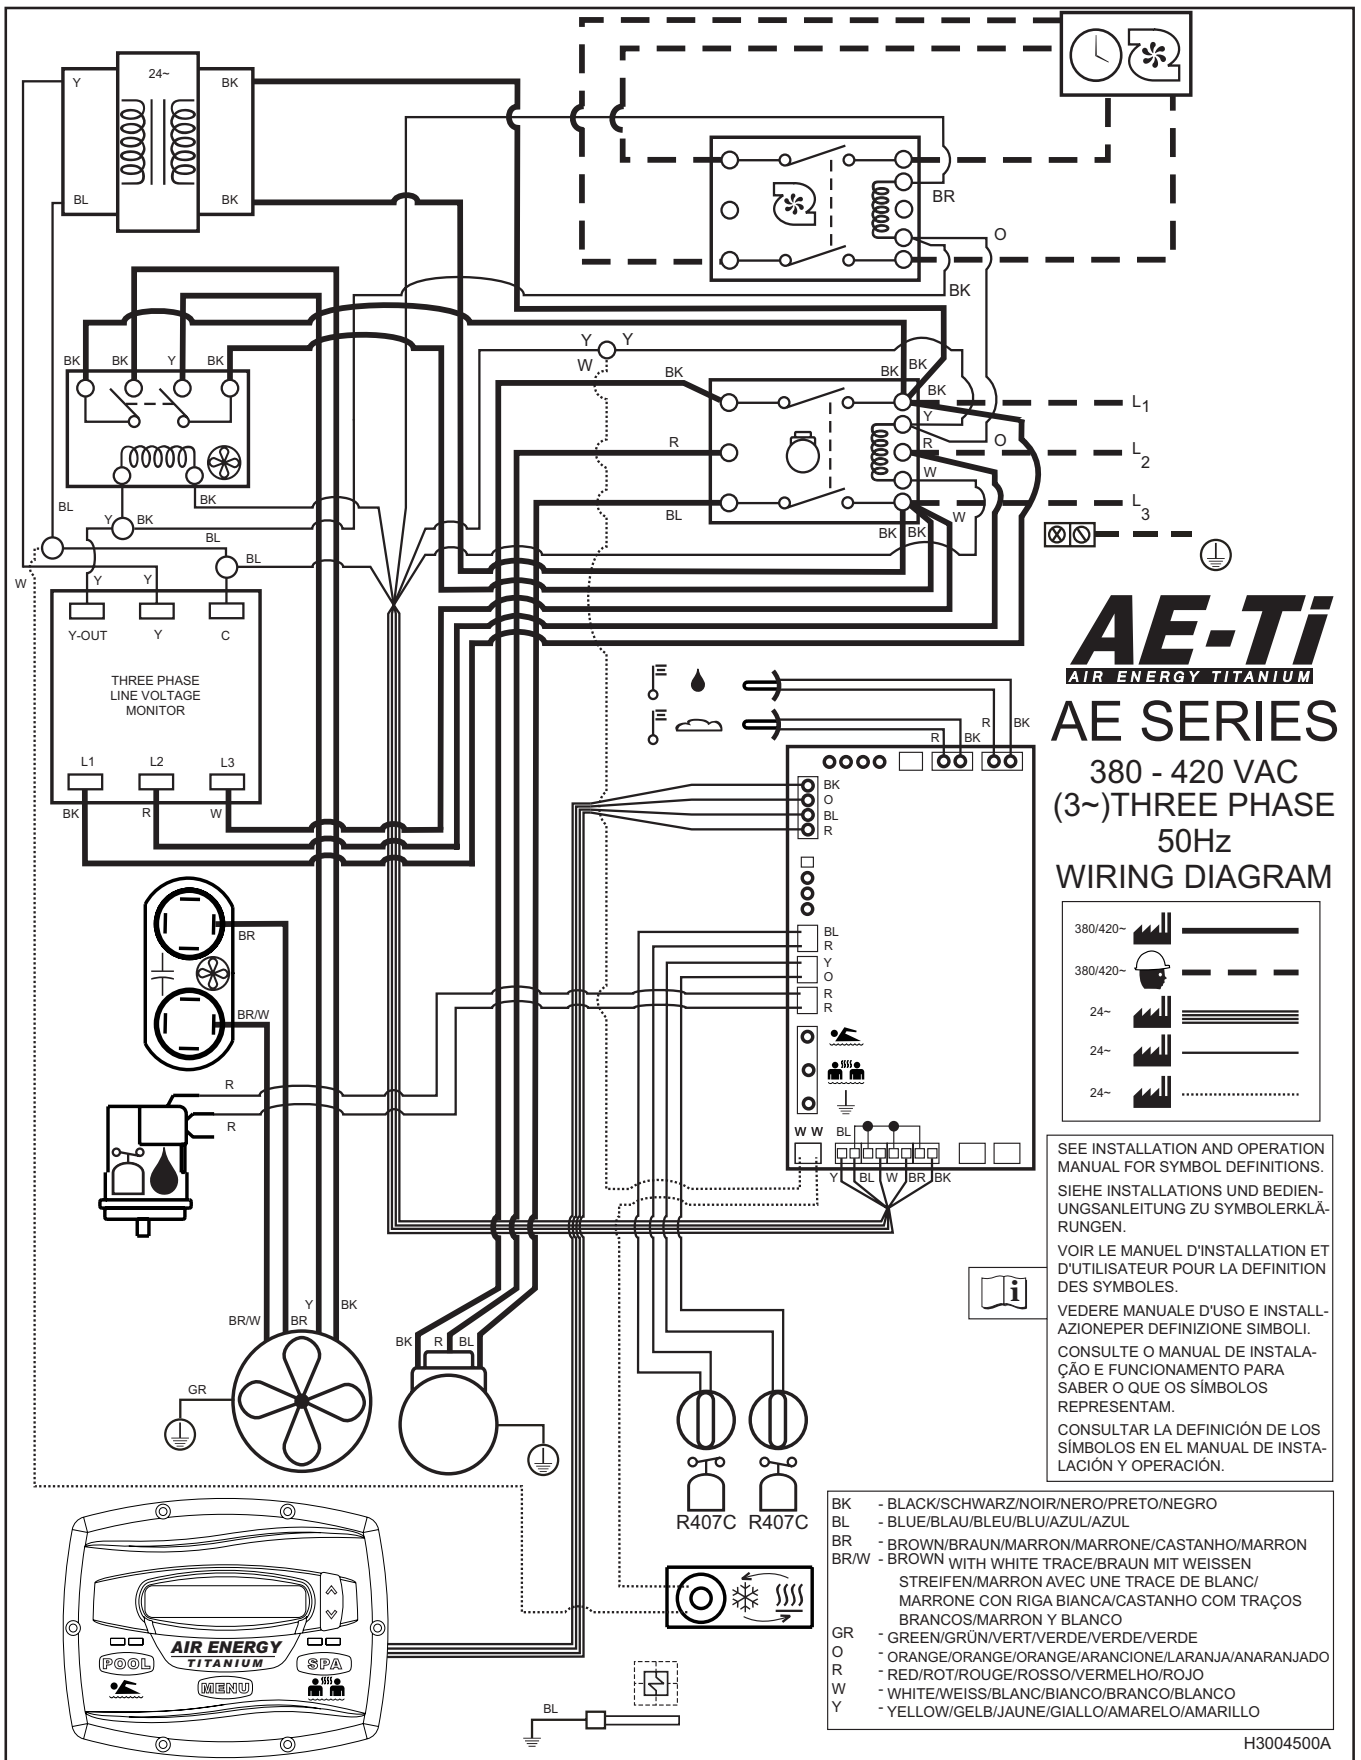 24~
Y
BK
BL
BK
BR
O
BK
Y
Y
W
BK
BK
Y
BK
BK
BK
BK
BK
L1
Y
R
R
O
L
2
W
BK
BL
BL
W
L
3
Y
BK
BK
BK
BL
BL
W
Y
Y
Y-OUT
Y
C
THREE PHASE
LINE VOLTAGE
MONITOR
L1
L2
L3
BK
R
W
AE-Ti
AIR ENERGY TITANIUM
AE SERIES
380 - 420 VAC
(3~)THREE PHASE
50Hz
WIRING DIAGRAM
R
BK
R
BK
BK
O
BL
R
BL
R
Y
O
R
R
W W
BL
Y
BL
W
BR
BK
380/420~
380/420~
24~
24~
24~
BR
BR/W
R
R
Y
BK
BR/W
BR
GR
BK
R
BL
SEE INSTALLATION AND OPERATION
MANUAL FOR SYMBOL DEFINITIONS.
SIEHE INSTALLATIONS UND BEDIEN-
UNGSANLEITUNG ZU SYMBOLERKLÄ-
RUNGEN.
VOIR LE MANUEL D'INSTALLATION ET
D'UTILISATEUR POUR LA DEFINITION
DES SYMBOLES.
VEDERE MANUALE D'USO E INSTALL-
AZIONEPER DEFINIZIONE SIMBOLI.
CONSULTE O MANUAL DE INSTALA-
ÇÃO E FUNCIONAMENTO PARA
SABER O QUE OS SÍMBOLOS
REPRESENTAM.
CONSULTAR LA DEFINICIÓN DE LOS
SÍMBOLOS EN EL MANUAL DE INSTA-
LACIÓN Y OPERACIÓN.
i
R407C
R407C
BK - BLACK/SCHWARZ/NOIR/NERO/PRETO/NEGRO
BL - BLUE/BLAU/BLEU/BLU/AZUL/AZUL
BR - BROWN/BRAUN/MARRON/MARRONE/CASTANHO/MARRON
BR/W - BROWN WITH WHITE TRACE/BRAUN MIT WEISSEN
STREIFEN/MARRON AVEC UNE TRACE DE BLANC/
MARRONE CON RIGA BIANCA/CASTANHO COM TRAÇOS
BRANCOS/MARRON Y BLANCO
GR - GREEN/GRÜN/VERT/VERDE/VERDE/VERDE
O - ORANGE/ORANGE/ORANGE/ARANCIONE/LARANJA/ANARANJADO
R - RED/ROT/ROUGE/ROSSO/VERMELHO/ROJO
W - WHITE/WEISS/BLANC/BIANCO/BRANCO/BLANCO
Y - YELLOW/GELB/JAUNE/GIALLO/AMARELO/AMARILLO
AIR ENERGY
TITANIUM
POOL
SPA
MENU
BL
H3004500A